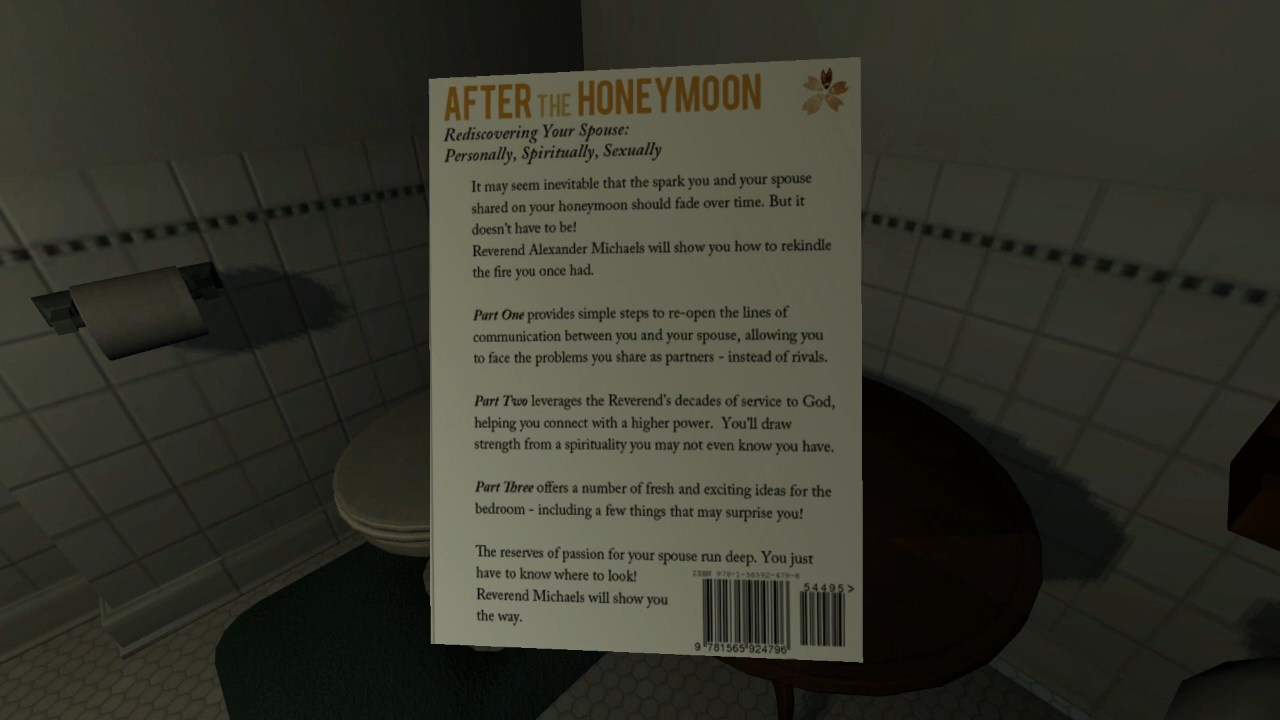 AFTER THE HONEYMOON
Rediscovering Your Spouse:
Personally, Spiritually, Sexually
It may seem inevitable that the spark you and your spouse
shared on your honeymoon should fade over time. But it
doesn't have to be!
Reverend Alexander Michaels will show you how to rekindle
the fire you once had.
Part One provides simple steps to re-open the lines of
communication between you and your spouse, allowing you
to face the problems you share as partners - instead of rivals.
Part Two leverages the Reverend's decades of service to God,
helping you connect with a higher power. You'll draw
strength from a spirituality you may not even know you have.
Part Three offers a number of fresh and exciting ideas for the
bedroom - including a few things that may surprise you!
The reserves of passion for your spouse run deep. You just
have to know where to look!
Reverend Michaels will show you
the way.
978-1-56592-479-6
54495>
9 781565 924796